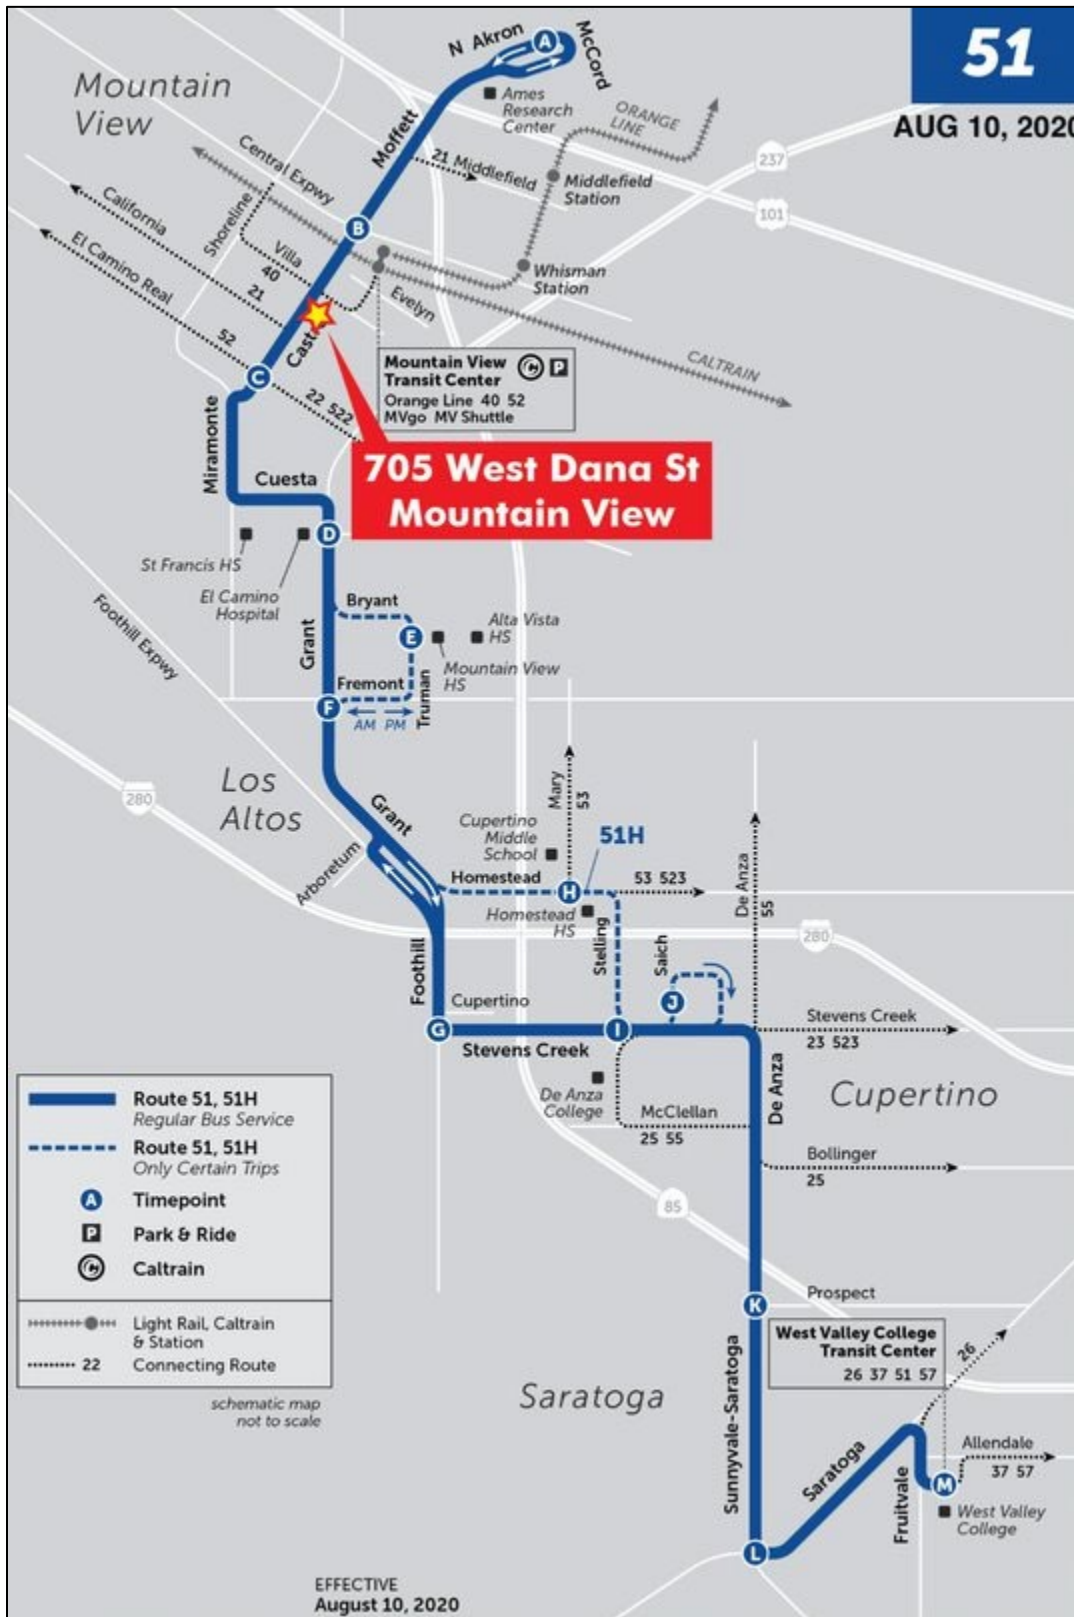 51
AUG 10, 2020
Mountain
View
N Akron
A
McCord
Ames
Research
Center
ORANGE
LINE
Moffett
21 Middlefield
237
Middlefield
Station
101
Central Expwy
B
California
Shoreline
El Camino Real
Villa
40
21
Evelyn
Whisman
Station
52
Cast
CALTRAIN
Mountain View
Transit Center
C P
Orange Line 40 52
MVgo MV Shuttle
C
22 522
705 West Dana St
Mountain View
Miramonte
Cuesta
D
St Francis HS
El Camino
Hospital
Foothill Expwy
Bryant
E
Alta Vista
HS
Mountain View
HS
Grant
Fremont
Truman
F
AM PM
Los
Altos
280
Grant
Arboretum
Mary
53
Cupertino
Middle
School
51H
Homestead
H
53 523
Homestead
HS
De Anza
55
280
Foothill
Stelling
Saich
J
Cupertino
G
I
Stevens Creek
Stevens Creek
23 523
De Anza
De Anza
College
McClellan
25 55
Cupertino
Bollinger
25
85
Route 51, 51H
Regular Bus Service
Route 51, 51H
Only Certain Trips
A Timepoint
P Park & Ride
C Caltrain
Light Rail, Caltrain
& Station
22 Connecting Route
schematic map
not to scale
K
Prospect
West Valley College
Transit Center
26 37 51 57
26
Saratoga
Sunnyvale-Saratoga
Saratoga
Fruitvale
Allendale
37 57
M
West Valley
College
L
EFFECTIVE
August 10, 2020